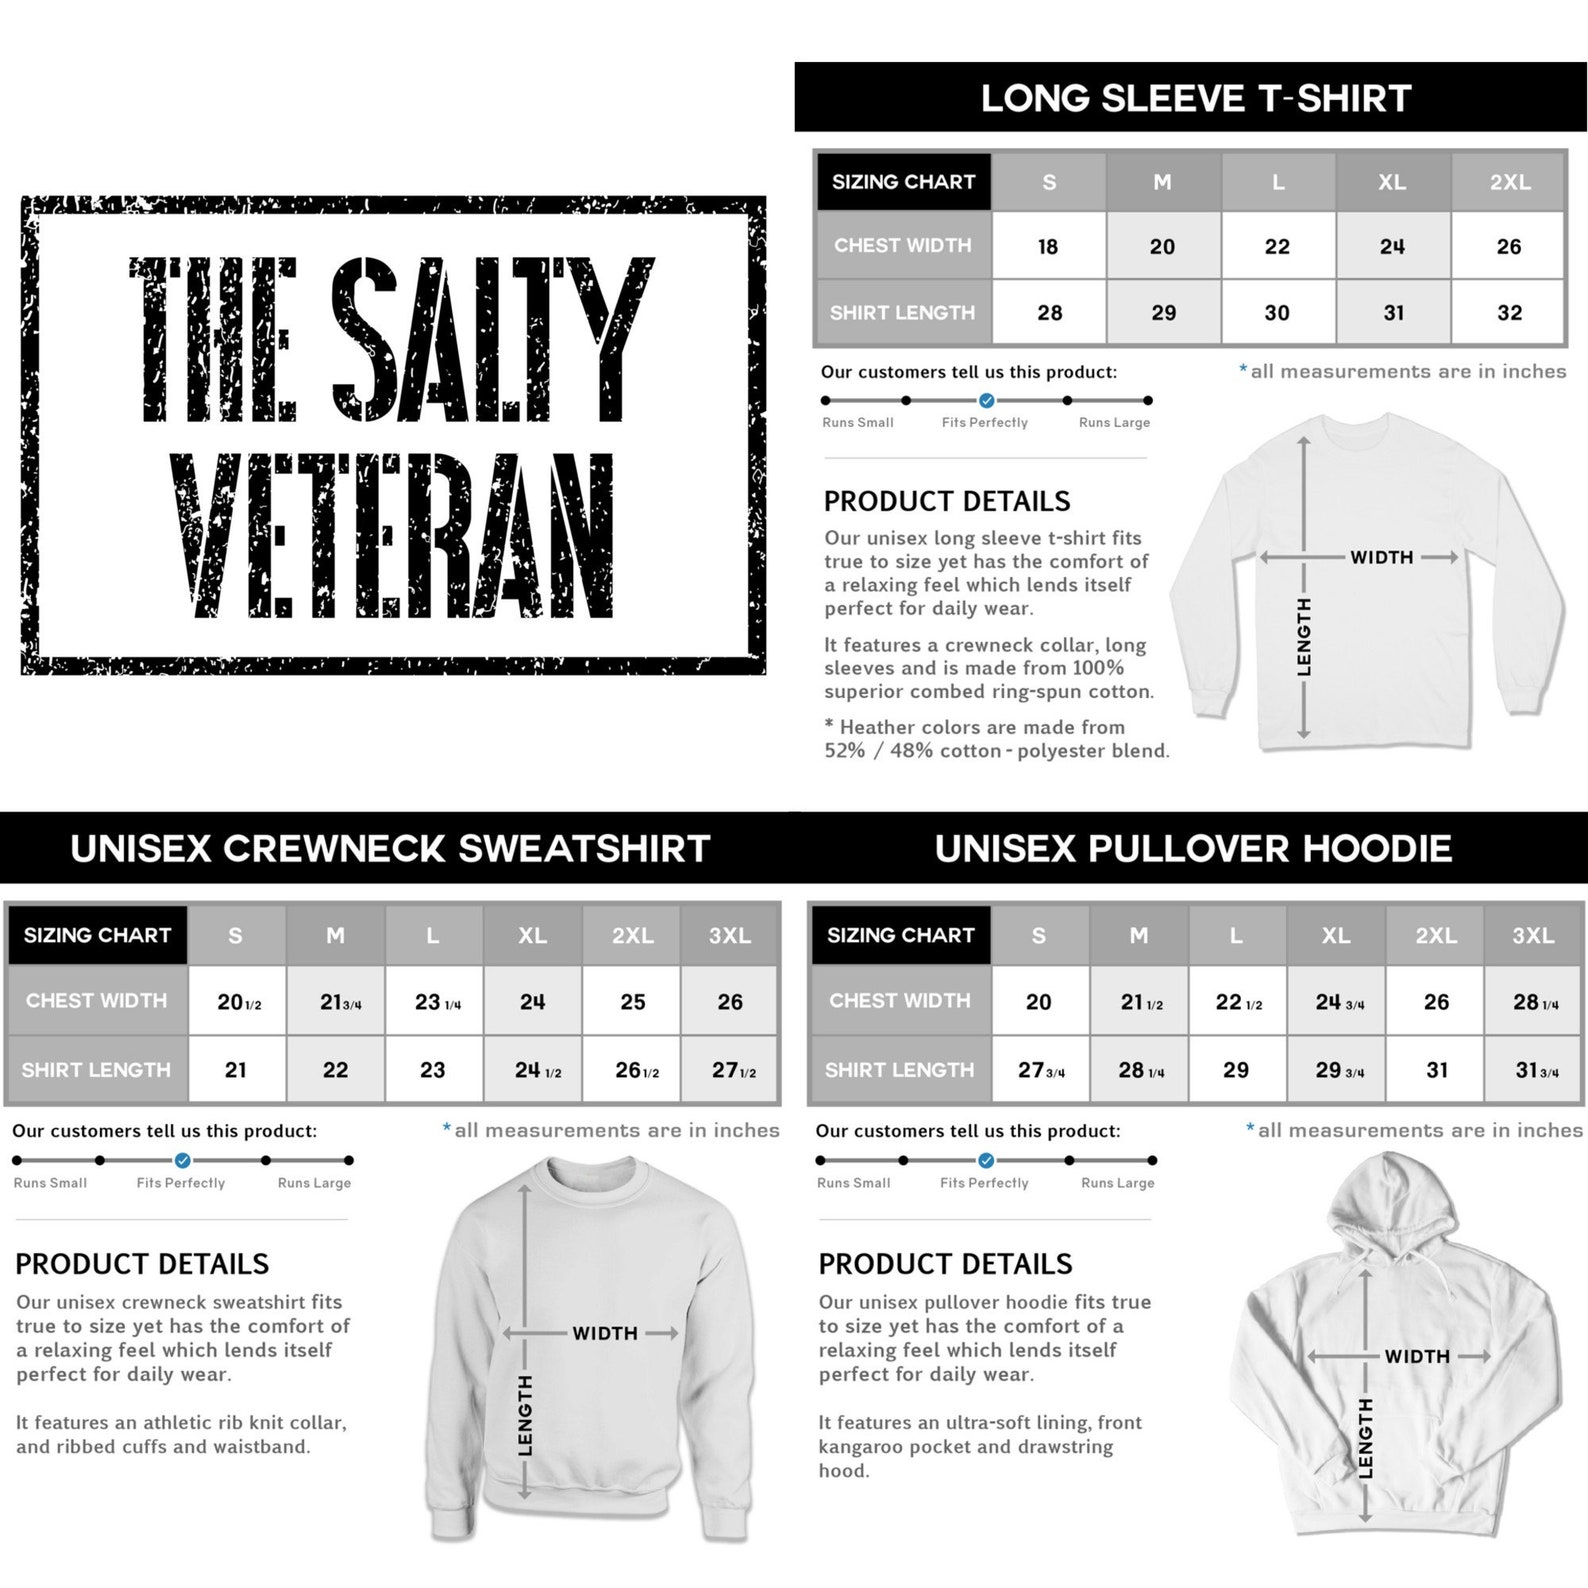 THE SALTY
VETERAN
LONG SLEEVE T-SHIRT
SIZING CHART S M L XL 2XL
CHEST WIDTH 18 20 22 24 26
SHIRT LENGTH 28 29 30 31 32
Our customers tell us this product:
*all measurements are in inches
Runs Small Fits Perfectly Runs Large
PRODUCT DETAILS
Our unisex long sleeve t-shirt fits
true to size yet has the comfort of
a relaxing feel which lends itself
perfect for daily wear.
It features a crewneck collar, long
sleeves and is made from 100%
superior combed ring-spun cotton.
* Heather colors are made from
52% / 48% cotton - polyester blend.
WIDTH
LENGTH
UNISEX CREWNECK SWEATSHIRT
SIZING CHART S M L XL 2XL 3XL
CHEST WIDTH 20 1/2 21 3/4 23 1/4 24 25 26
SHIRT LENGTH 21 22 23 24 1/2 26 1/2 27 1/2
Our customers tell us this product:
*all measurements are in inches
Runs Small Fits Perfectly Runs Large
PRODUCT DETAILS
Our unisex crewneck sweatshirt fits
true to size yet has the comfort of
a relaxing feel which lends itself
perfect for daily wear.
It features an athletic rib knit collar,
and ribbed cuffs and waistband.
WIDTH
LENGTH
UNISEX PULLOVER HOODIE
SIZING CHART S M L XL 2XL 3XL
CHEST WIDTH 20 21 1/2 22 1/2 24 3/4 26 28 1/4
SHIRT LENGTH 27 3/4 28 1/4 29 29 3/4 31 31 3/4
Our customers tell us this product:
*all measurements are in inches
Runs Small Fits Perfectly Runs Large
PRODUCT DETAILS
Our unisex pullover hoodie fits true
to size yet has the comfort of a
relaxing feel which lends itself
perfect for daily wear.
It features an ultra-soft lining, front
kangaroo pocket and drawstring
hood.
WIDTH
LENGTH